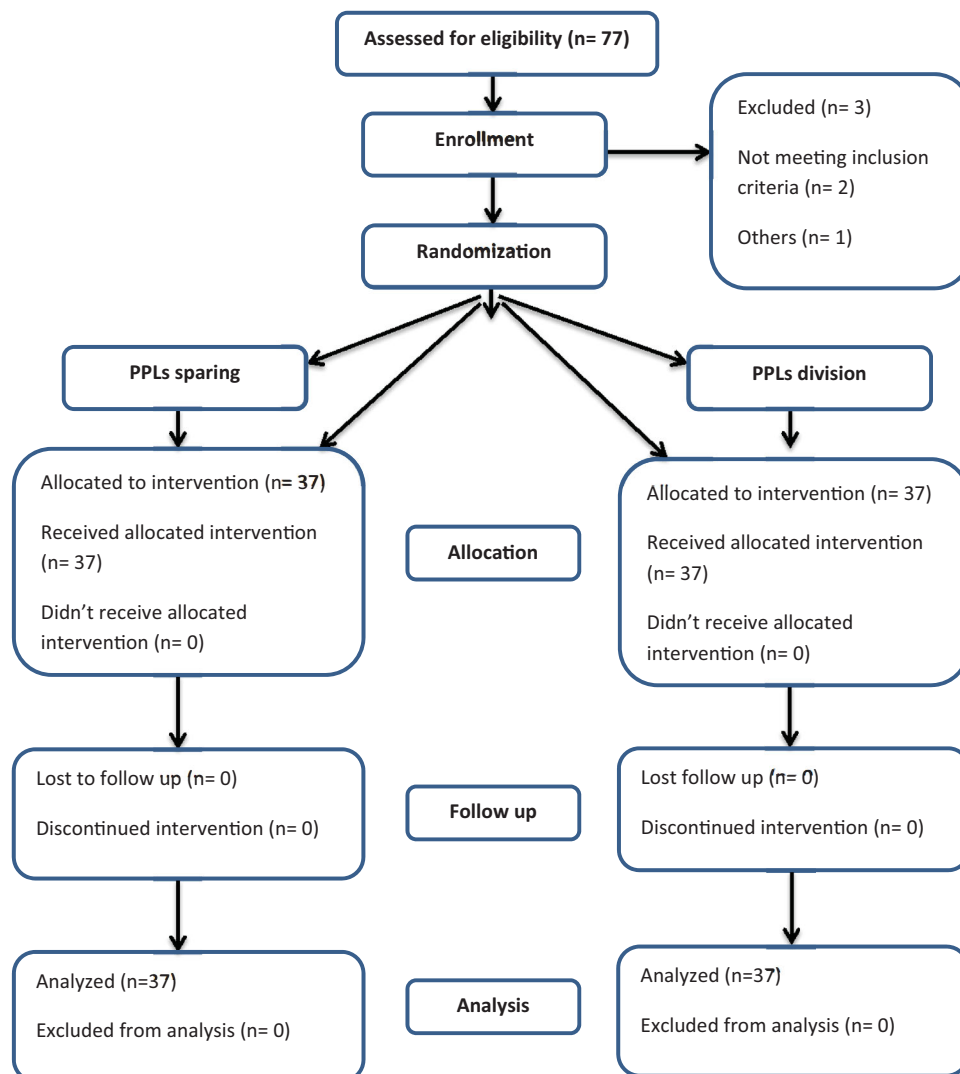 Assessed for eligibility (n= 77)
Excluded (n= 3)
Not meeting inclusion
criteria (n= 2)
Others (n= 1)
Enrollment
Randomization
PPLs sparing
PPLs division
Allocated to intervention (n= 37)
Received allocated intervention
(n= 37)
Didn't receive allocated
intervention (n= 0)
Allocation
Allocated to intervention (n= 37)
Received allocated intervention
(n= 37)
Didn't receive allocated
intervention (n= 0)
Lost to follow up (n= 0)
Discontinued intervention (n= 0)
Follow up
Lost follow up (n= 0)
Discontinued intervention (n= 0)
Analyzed (n=37)
Excluded from analysis (n= 0)
Analysis
Analyzed (n=37)
Excluded from analysis (n= 0)